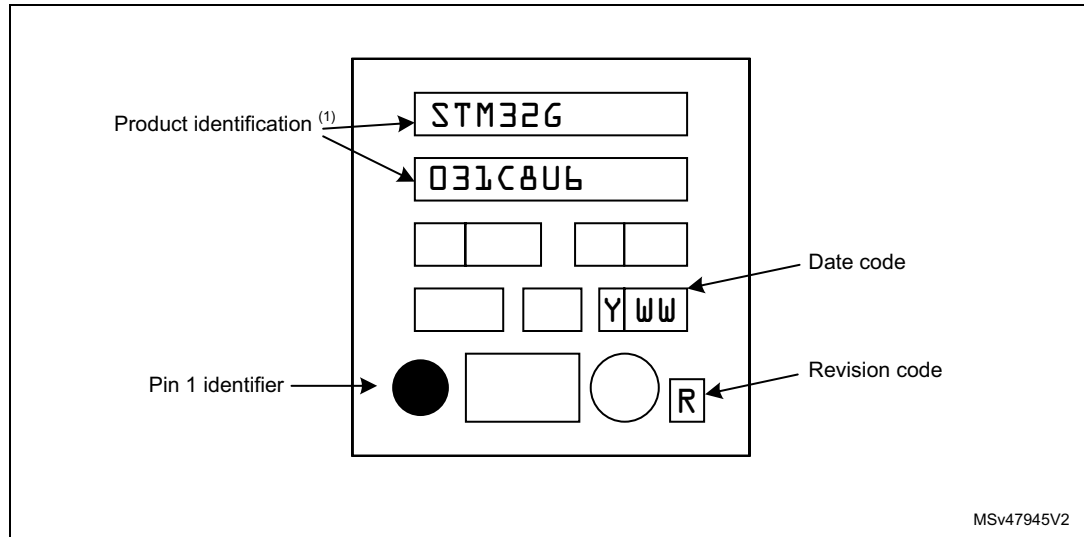 STM32G
Product identification (1)
031C8U6
Date code
Y WW
Pin 1 identifier
Revision code
R
MSv47945V2